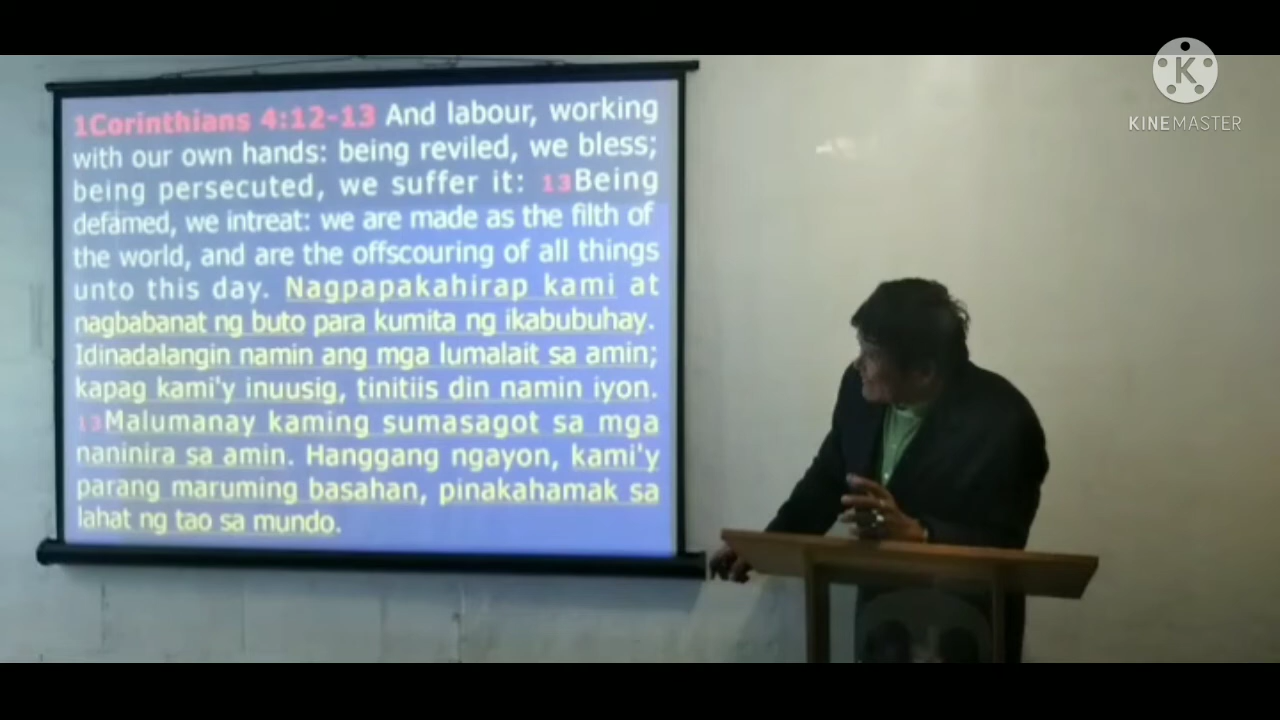 1Corinthians 4:12-13 And labour, working
with our own hands: being reviled, we bless;
being persecuted, we suffer it: 13Being
defamed, we intreat: we are made as the filth of
the world, and are the offscouring of all things
unto this day. Nagpapakahirap kami at
nagbabanat ng buto para kumita ng ikabubuhay.
Idinadalangin namin ang mga lumalait sa amin;
kapag kami'y inuusig, tinitiis din namin iyon.
13Malumanay kaming sumasagot sa mga
naninira sa amin. Hanggang ngayon, kami'y
parang maruming basahan, pinakahamak sa
lahat ng tao sa mundo.
K
KINEMASTER